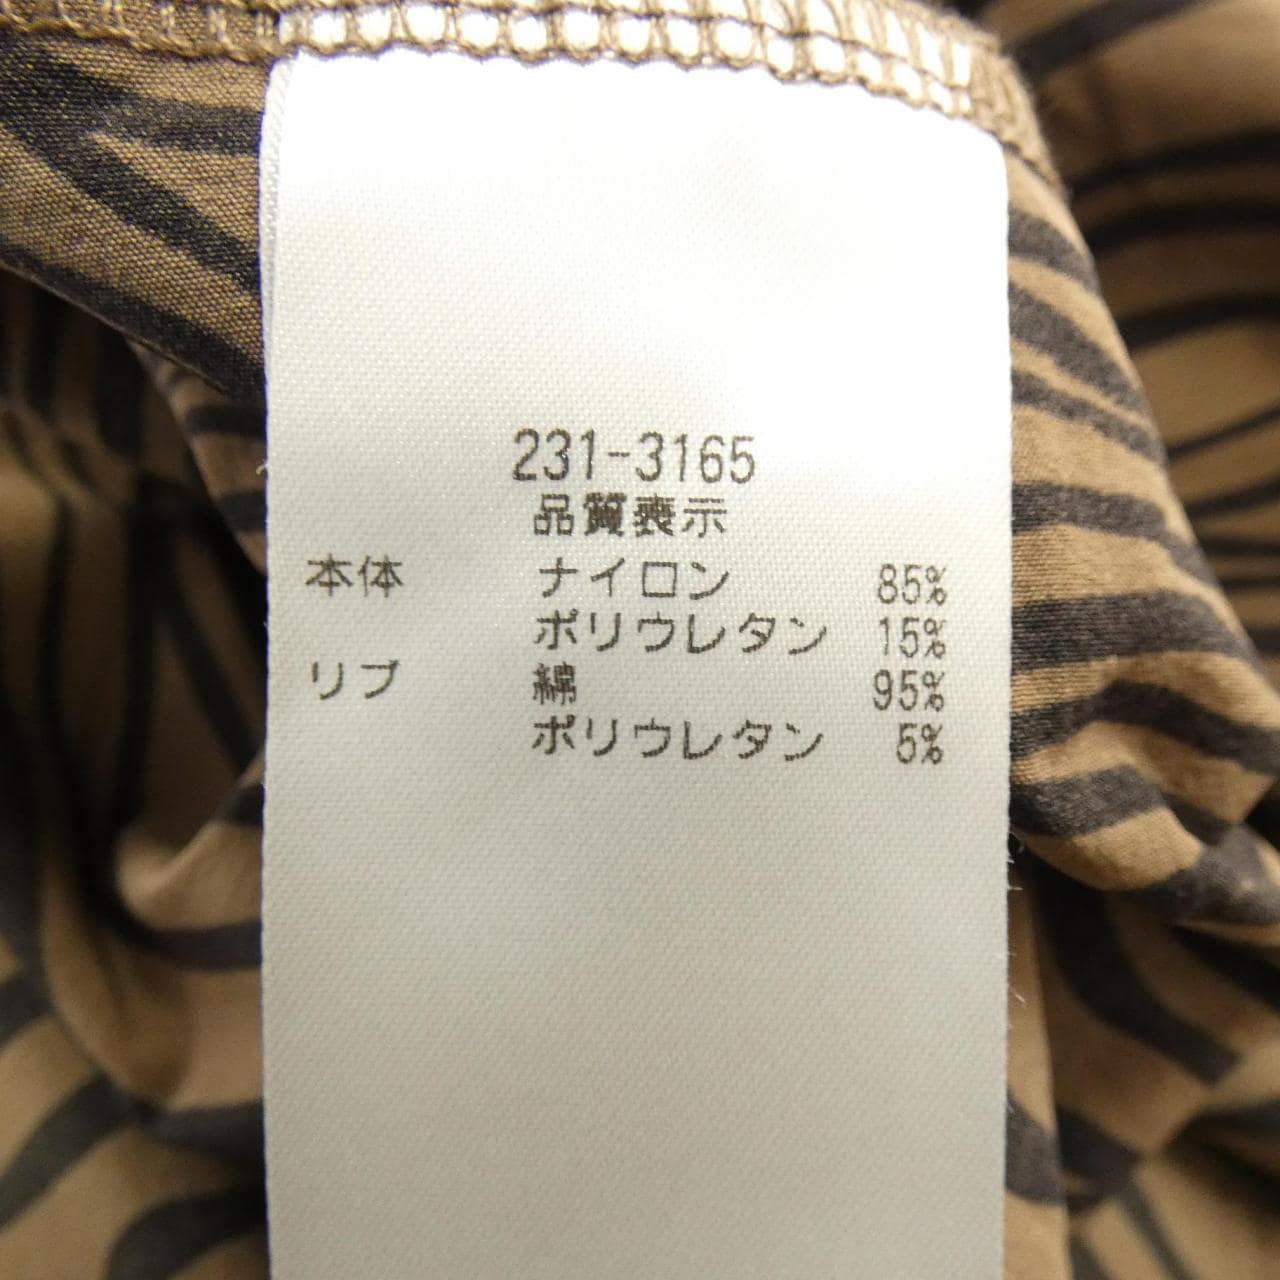 231-3165
品質表示
本体 ナイロン 85%
ポリウレタン 15%
リブ 綿 95%
ポリウレタン 5%